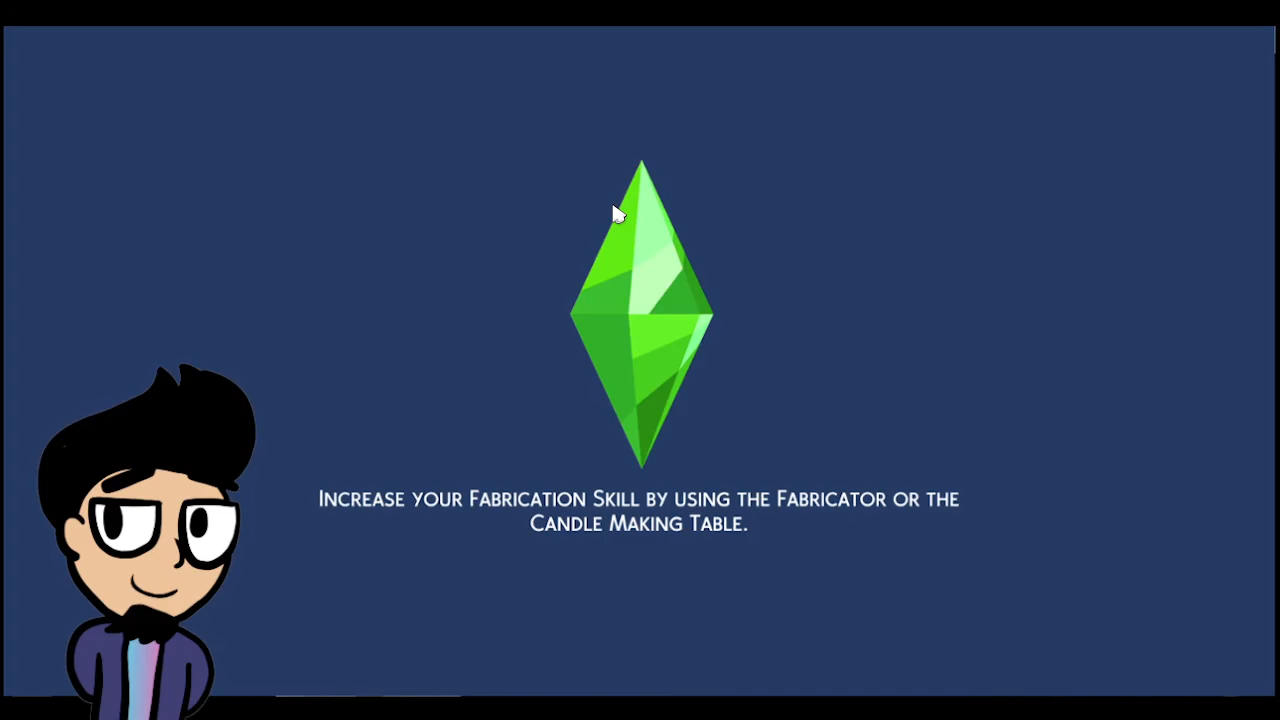 Increase your Fabrication Skill by using the Fabricator or the
Candle Making Table.